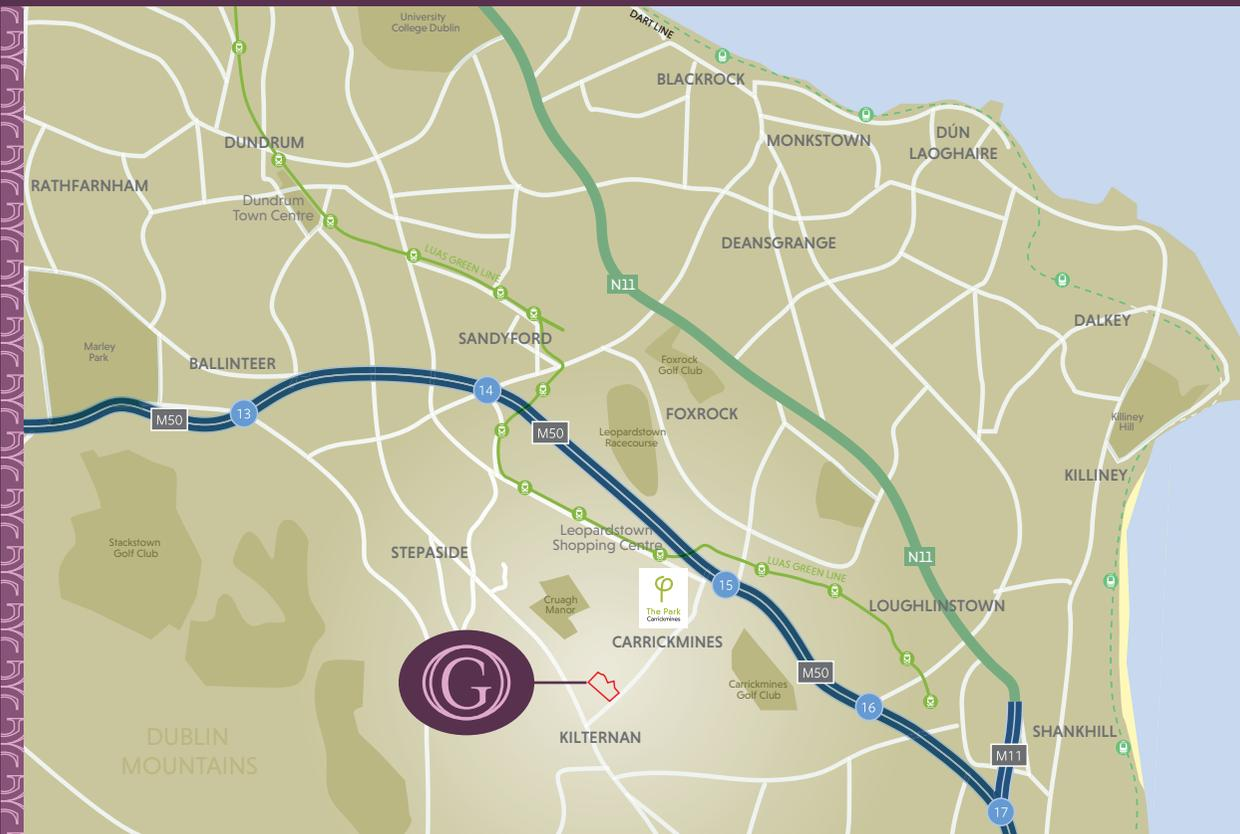 University
College Dublin
DART LINE
BLACKROCK
MONKSTOWN
DÚN
LAOGHAIRE
DUNDRUM
RATHFARNHAM
Dundrum
Town Centre
DEANSGRANGE
LUAS GREEN LINE
N11
DALKEY
SANDYFORD
Marley
Park
BALLINTEER
Foxrock
Golf Club
14
13
M50
M50
FOXROCK
Killiney
Hill
Leopardstown
Racecourse
KILLINEY
Leopardstown
Shopping Centre
Stackstown
Golf Club
STEPASIDE
N11
LUAS GREEN LINE
15
Cruagh
Manor
The Park
Carrickmines
LOUGHLINSTOWN
CARRICKMINES
M50
G
Carrickmines
Golf Club
16
DUBLIN
MOUNTAINS
KILTERNAN
SHANKHILL
M11
17